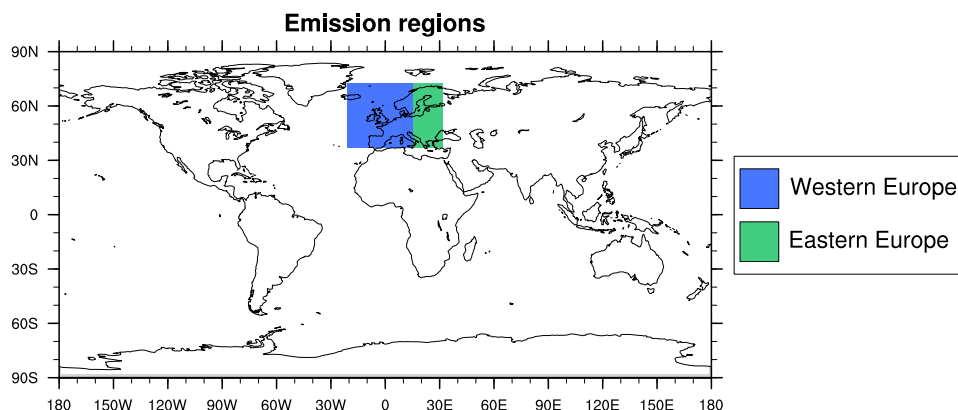 Emission regions
90N
60N
30N
0
30S
60S
90S
180 150W 120W 90W 60W 30W 0 30E 60E 90E 120E 150E 180
Western Europe
Eastern Europe